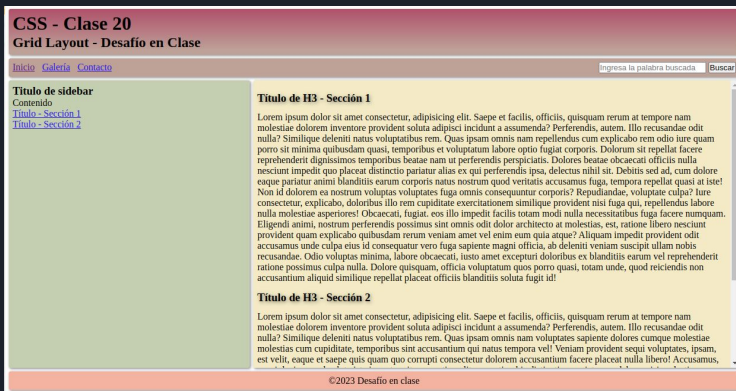 CSS - Clase 20
Grid Layout - Desafío en Clase
Inicio Galería Contacto
Ingresa la palabra buscada Buscar
Titulo de sidebar
Contenido
Título - Sección 1
Título - Sección 2
Título de H3 - Sección 1
Lorem ipsum dolor sit amet consectetur, adipisicing elit. Saepe et facilis, officiis, quisquam rerum at tempore nam
molestiae dolorem inventore provident soluta adipisci incidunt a assumenda? Perferendis, autem. Illo recusandae odit
nulla? Similique deleniti natus voluptatibus rem. Quas ipsam omnis nam repellendus cum explicabo rem odio iure quam
porro sit minima quibusdam quasi, temporibus et voluptatum labore optio fugiat corporis. Dolorum sit repellat facere
reprehenderit dignissimos temporibus beatae nam ut perferendis perspiciatis. Dolores beatae obcaecati officiis nulla
nesciunt impedit quo placeat distinctio pariatur alias ex qui perferendis ipsa, delectus nihil sit. Debitis sed ad, cum dolore
eaque pariatur animi blanditiis earum corporis natus nostrum quod veritatis accusamus fuga, tempora repellat quasi at iste!
Non id dolorem ea nostrum voluptas voluptates fuga omnis consequuntur corporis? Repudiandae, voluptate culpa? Iure
consectetur, explicabo, doloribus illo rem cupiditate exercitationem similique provident nisi fuga qui, repellendus labore
nulla molestiae asperiores! Obcaecati, fugiat. eos illo impedit facilis totam modi nulla necessitatibus fuga facere numquam.
Eligendi animi, nostrum perferendis possimus sint omnis odit dolor architecto at molestias, est, ratione libero nesciunt
provident quam explicabo quibusdam rerum veniam amet vel enim eum quia atque? Aliquam impedit provident odit
accusamus unde culpa eius id consequatur vero fuga sapiente magni officia, ab deleniti veniam suscipit ullam nobis
recusandae. Odio voluptas minima, labore obcaecati, iusto amet excepturi doloribus ex blanditiis earum vel reprehenderit
ratione possimus culpa nulla. Dolore quisquam, officia voluptatum quos porro quasi, totam unde, quod reiciendis non
accusantium aliquid similique repellat placeat officiis blanditiis soluta fugit id!
Título de H3 - Sección 2
Lorem ipsum dolor sit amet consectetur, adipisicing elit. Saepe et facilis, officiis, quisquam rerum at tempore nam
molestiae dolorem inventore provident soluta adipisci incidunt a assumenda? Perferendis, autem. Illo recusandae odit
nulla? Similique deleniti natus voluptatibus rem. Quas ipsam omnis nam voluptates sapiente dolores cumque molestiae
molestias cum cupiditate, temporibus sint accusantium qui natus tempora vel! Veniam provident sequi voluptates, ipsam,
est velit, eaque et saepe quis quam quo corrupti consectetur dolorem accusantium facere placeat nulla libero! Accusamus,
©2023 Desafío en clase